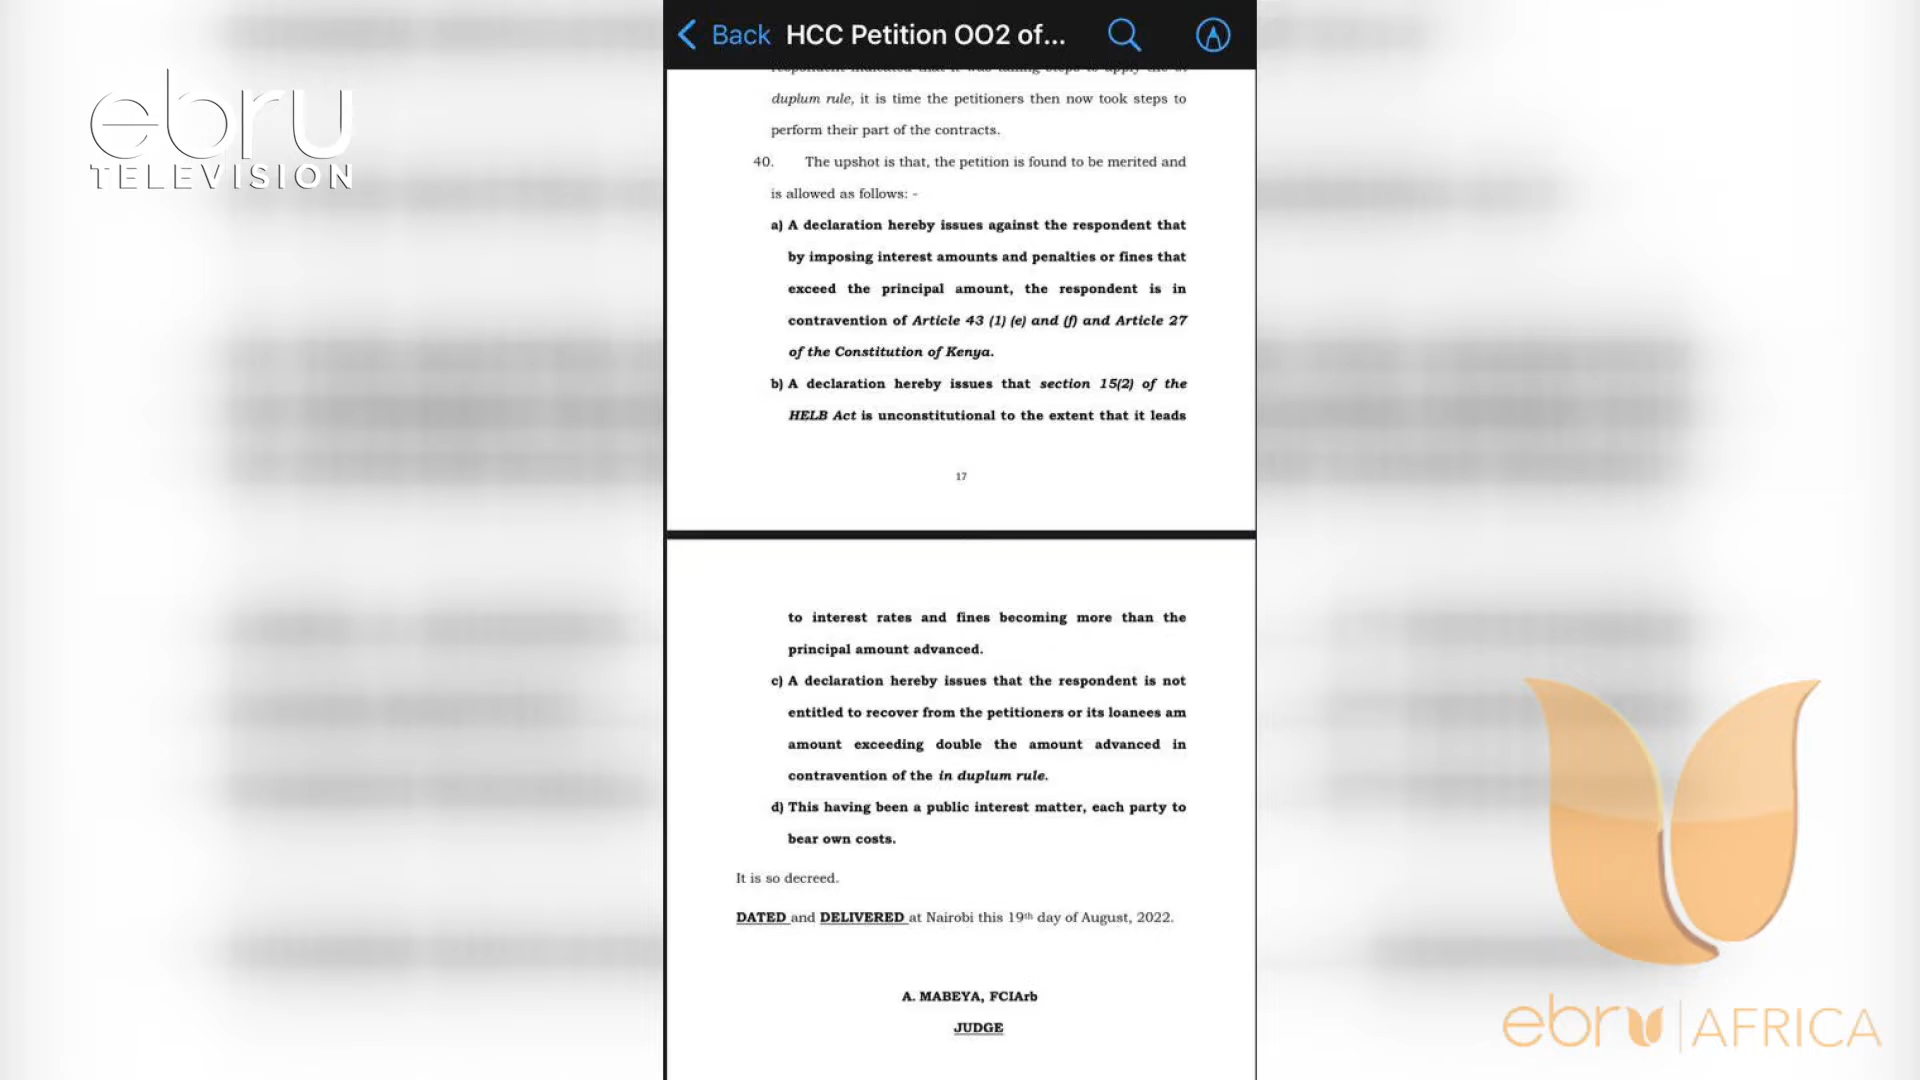 ebru
TELEVISION
Back HCC Petition OO2 of...
duplum rule, it is time the petitioners then now took steps to
perform their part of the contracts.
40. The upshot is that, the petition is found to be merited and
is allowed as follows: -
a) A declaration hereby issues against the respondent that
by imposing interest amounts and penalties or fines that
exceed the principal amount, the respondent is in
contravention of Article 43 (1) (e) and (f) and Article 27
of the Constitution of Kenya.
b) A declaration hereby issues that section 15(2) of the
HELB Act is unconstitutional to the extent that it leads
17
to interest rates and fines becoming more than the
principal amount advanced.
c) A declaration hereby issues that the respondent is not
entitled to recover from the petitioners or its loanees am
amount exceeding double the amount advanced in
contravention of the in duplum rule.
d) This having been a public interest matter, each party to
bear own costs.
It is so decreed.
DATED and DELIVERED at Nairobi this 19th day of August, 2022.
A. MABEYA, FCIArb
JUDGE
ebru AFRICA